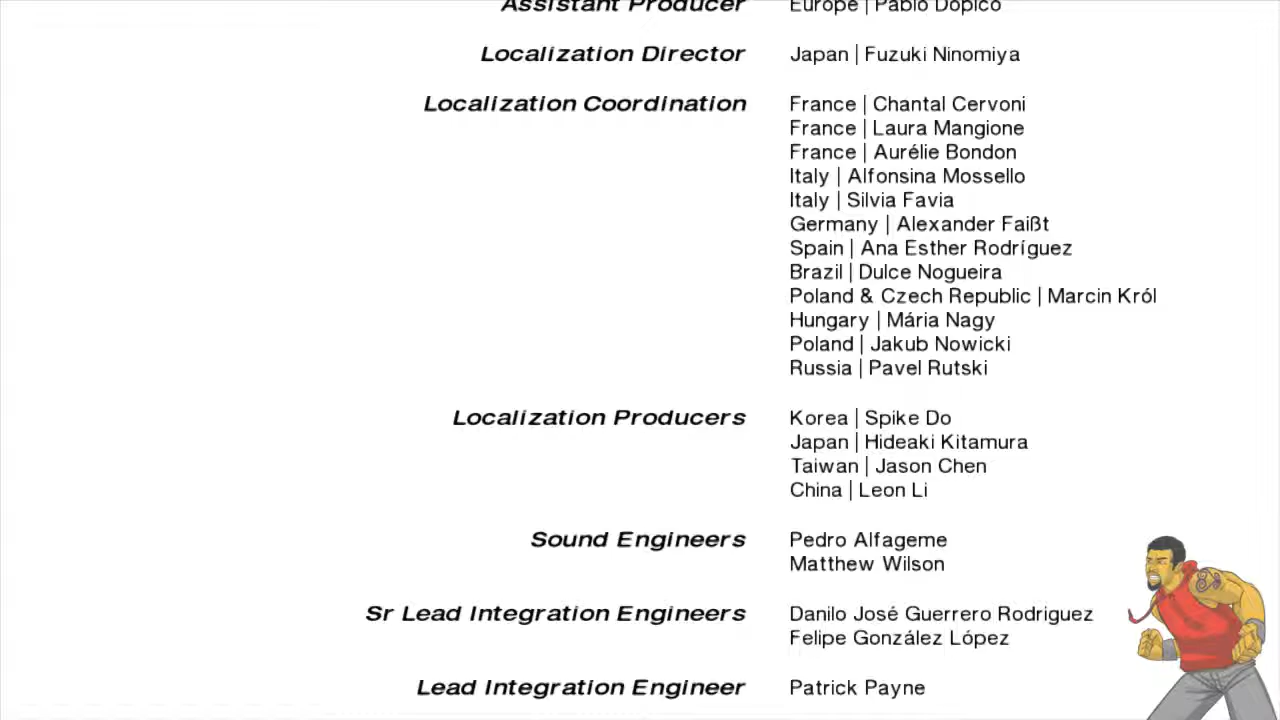 Assistant Producer Europe | Pablo Dopico
Localization Director Japan | Fuzuki Ninomiya
Localization Coordination France | Chantal Cervoni
France | Laura Mangione
France | Aurélie Bondon
Italy | Alfonsina Mossello
Italy | Silvia Favia
Germany | Alexander Faißt
Spain | Ana Esther Rodríguez
Brazil | Dulce Nogueira
Poland & Czech Republic | Marcin Król
Hungary | Mária Nagy
Poland | Jakub Nowicki
Russia | Pavel Rutski
Localization Producers Korea | Spike Do
Japan | Hideaki Kitamura
Taiwan | Jason Chen
China | Leon Li
Sound Engineers Pedro Alfageme
Matthew Wilson
Sr Lead Integration Engineers Danilo José Guerrero Rodriguez
Felipe González López
Lead Integration Engineer Patrick Payne